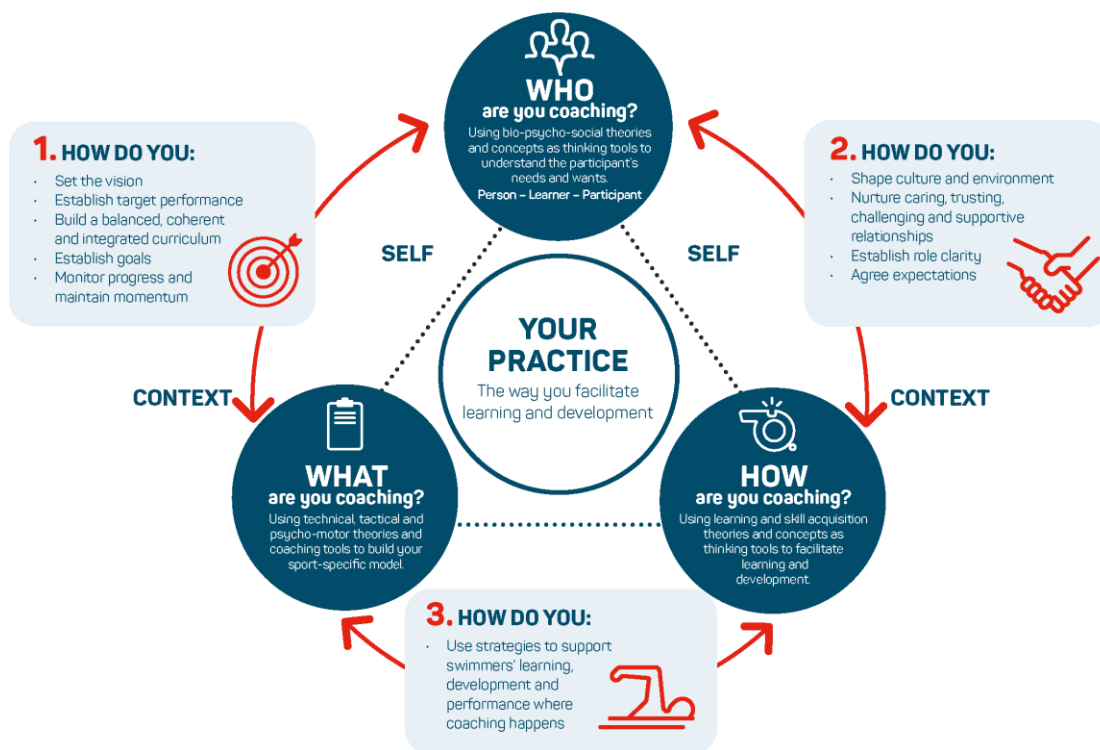 WHO
are you coaching?
Using bio-psycho-social theories
and concepts as thinking tools to
understand the participant's
needs and wants.
Person – Learner – Participant
1. HOW DO YOU:
· Set the vision
· Establish target performance
· Build a balanced, coherent
and integrated curriculum
· Establish goals
· Monitor progress and
maintain momentum
2. HOW DO YOU:
· Shape culture and environment
· Nurture caring, trusting,
challenging and supportive
relationships
· Establish role clarity
· Agree expectations
SELF
SELF
YOUR
PRACTICE
The way you facilitate
learning and development
CONTEXT
CONTEXT
WHAT
are you coaching?
Using technical, tactical and
psycho-motor theories and
coaching tools to build your
sport-specific model.
HOW
are you coaching?
Using learning and skill acquisition
theories and concepts as
thinking tools to facilitate
learning and
development.
3. HOW DO YOU:
· Use strategies to support
swimmers' learning,
development and
performance where
coaching happens